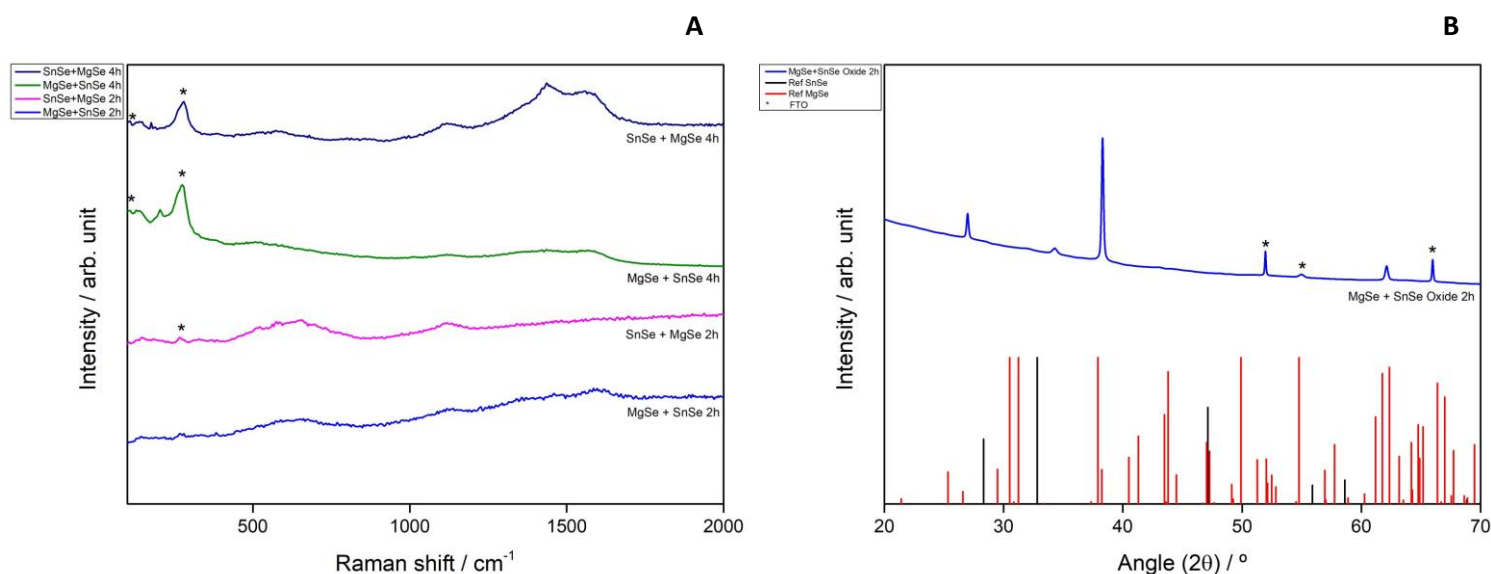 A
SnSe+MgSe 4h
MgSe+SnSe 4h
SnSe+MgSe 2h
MgSe+SnSe 2h
*
*
SnSe + MgSe 4h
*
*
MgSe + SnSe 4h
*
SnSe + MgSe 2h
MgSe + SnSe 2h
Intensity / arb. unit
500
1000
1500
2000
Raman shift / cm⁻¹
B
MgSe+SnSe Oxide 2h
Ref SnSe
Ref MgSe
* FTO
*
*
*
MgSe + SnSe Oxide 2h
Intensity / arb. unit
20
30
40
50
60
70
Angle (2θ) / º